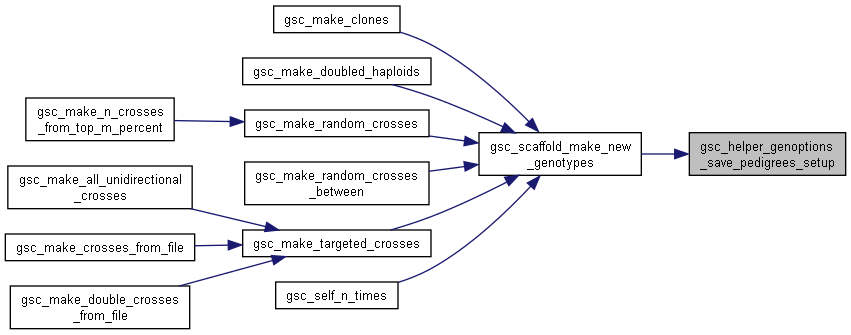 gsc_make_clones
gsc_make_doubled_haploids
gsc_make_n_crosses
_from_top_m_percent
gsc_make_random_crosses
gsc_scaffold_make_new
_genotypes
gsc_helper_genoptions
_save_pedigrees_setup
gsc_make_all_unidirectional
_crosses
gsc_make_random_crosses
_between
gsc_make_crosses_from_file
gsc_make_targeted_crosses
gsc_make_double_crosses
_from_file
gsc_self_n_times